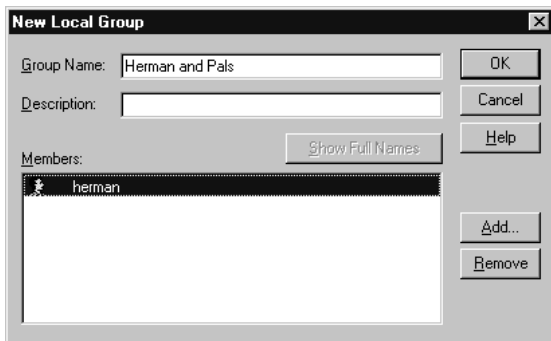 New Local Group
Group Name: Herman and Pals
OK
Description:
Cancel
Show Full Names
Help
Members:
herman
Add...
Remove